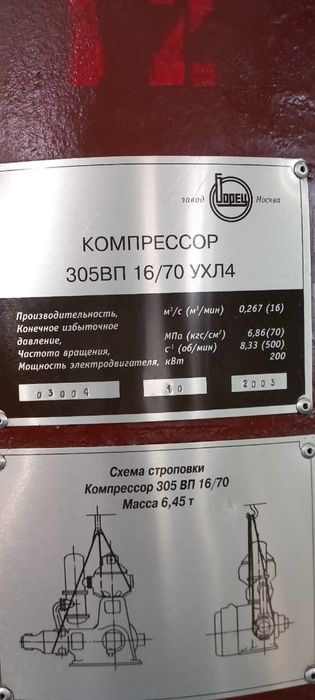 12
завод Борец Москва
КОМПРЕССОР
305ВП 16/70 УХЛ4
Производительность, м³/с (м³/мин) 0,267 (16)
Конечное избыточное
давление, МПа (кгс/см²) 6,86(70)
Частота вращения, с⁻¹ (об/мин) 8,33 (500)
Мощность электродвигателя, кВт 200
03004 10 2003
Схема строповки
Компрессор 305 ВП 16/70
Масса 6,45 т